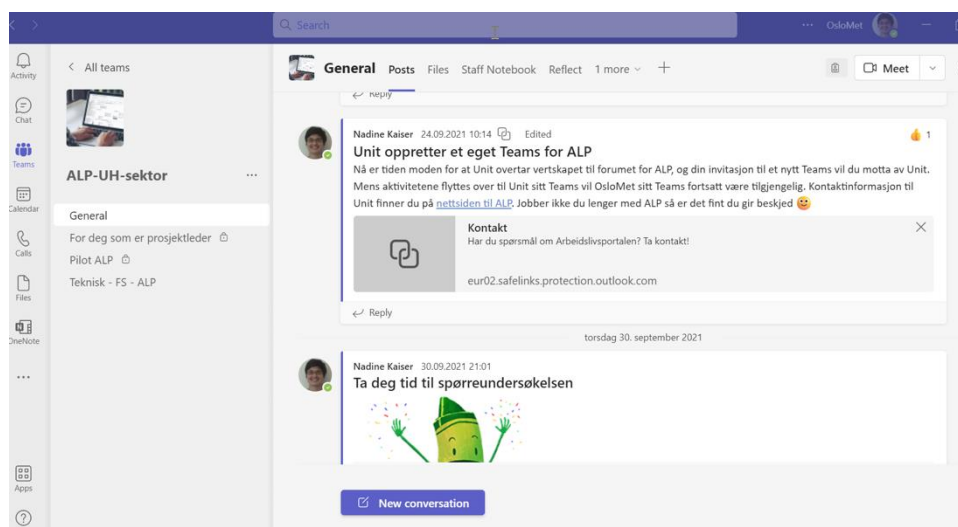 Search
OsloMet
Activity
Chat
Teams
Calendar
Calls
Files
OneNote
Apps
All teams
ALP-UH-sektor
General
For deg som er prosjektleder
Pilot ALP
Teknisk - FS - ALP
General Posts Files Staff Notebook Reflect 1 more
Meet
Reply
Nadine Kaiser 24.09.2021 10:14 Edited
1
Unit oppretter et eget Teams for ALP
Nå er tiden moden for at Unit overtar vertskapet til forumet for ALP, og din invitasjon til et nytt Teams vil du motta av Unit.
Mens aktivitetene flyttes over til Unit sitt Teams vil OsloMet sitt Teams fortsatt være tilgjengelig. Kontaktinformasjon til
Unit finner du på nettsiden til ALP. Jobber ikke du lenger med ALP så er det fint du gir beskjed
Kontakt
Har du spørsmål om Arbeidslivsportalen? Ta kontakt!
eur02.safelinks.protection.outlook.com
Reply
torsdag 30. september 2021
Nadine Kaiser 30.09.2021 21:01
Ta deg tid til spørreundersøkelsen
New conversation